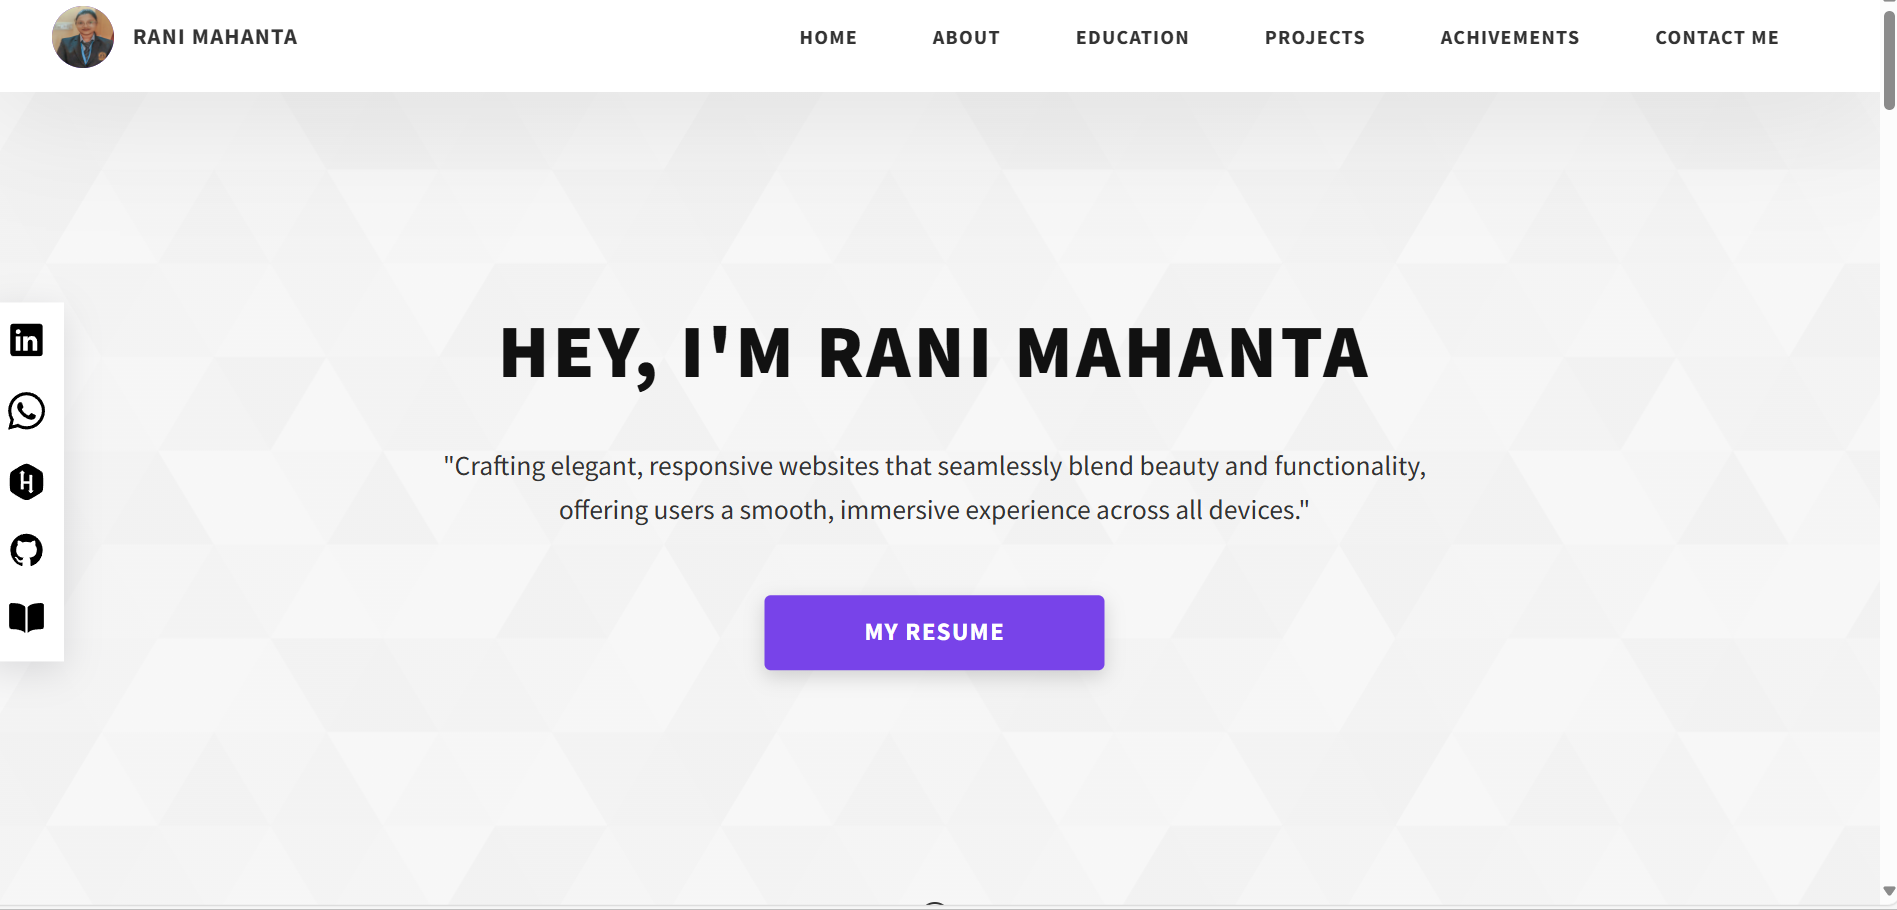 RANI MAHANTA
HOME ABOUT EDUCATION PROJECTS ACHIVEMENTS CONTACT ME
HEY, I'M RANI MAHANTA
"Crafting elegant, responsive websites that seamlessly blend beauty and functionality,
offering users a smooth, immersive experience across all devices."
MY RESUME
in
H